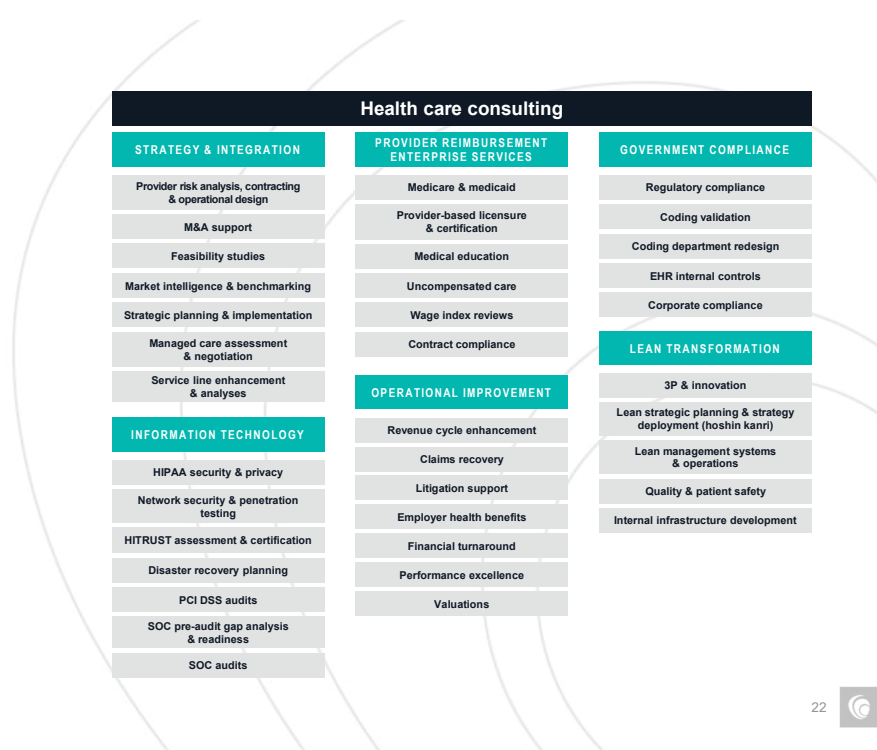 Health care consulting
STRATEGY & INTEGRATION
Provider risk analysis, contracting
& operational design
M&A support
Feasibility studies
Market intelligence & benchmarking
Strategic planning & implementation
Managed care assessment
& negotiation
Service line enhancement
& analyses
INFORMATION TECHNOLOGY
HIPAA security & privacy
Network security & penetration
testing
HITRUST assessment & certification
Disaster recovery planning
PCI DSS audits
SOC pre-audit gap analysis
& readiness
SOC audits
PROVIDER REIMBURSEMENT
ENTERPRISE SERVICES
Medicare & medicaid
Provider-based licensure
& certification
Medical education
Uncompensated care
Wage index reviews
Contract compliance
OPERATIONAL IMPROVEMENT
Revenue cycle enhancement
Claims recovery
Litigation support
Employer health benefits
Financial turnaround
Performance excellence
Valuations
GOVERNMENT COMPLIANCE
Regulatory compliance
Coding validation
Coding department redesign
EHR internal controls
Corporate compliance
LEAN TRANSFORMATION
3P & innovation
Lean strategic planning & strategy
deployment (hoshin kanri)
Lean management systems
& operations
Quality & patient safety
Internal infrastructure development
22